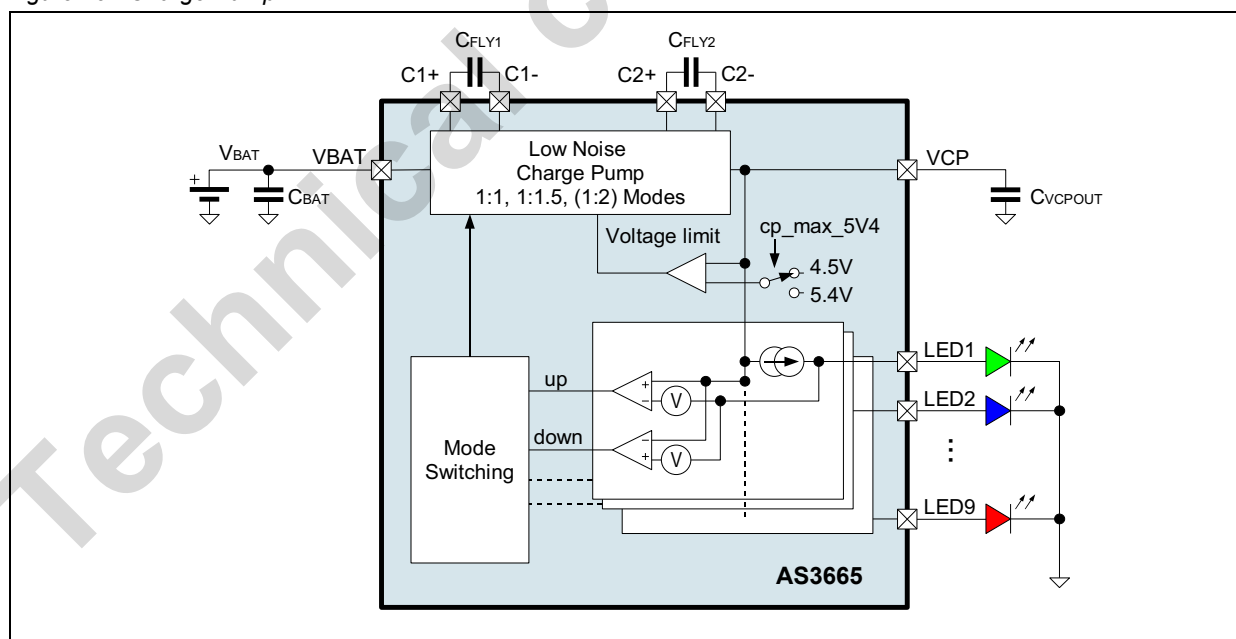 CFLY1
CFLY2
C1+
C1-
C2+
C2-
VBAT
VBAT
CBAT
Low Noise
Charge Pump
1:1, 1:1.5, (1:2) Modes
VCP
CVCPOUT
Voltage limit
cp_max_5V4
4.5V
5.4V
LED1
up
V
LED2
down
V
Mode
Switching
LED9
AS3665
Technical